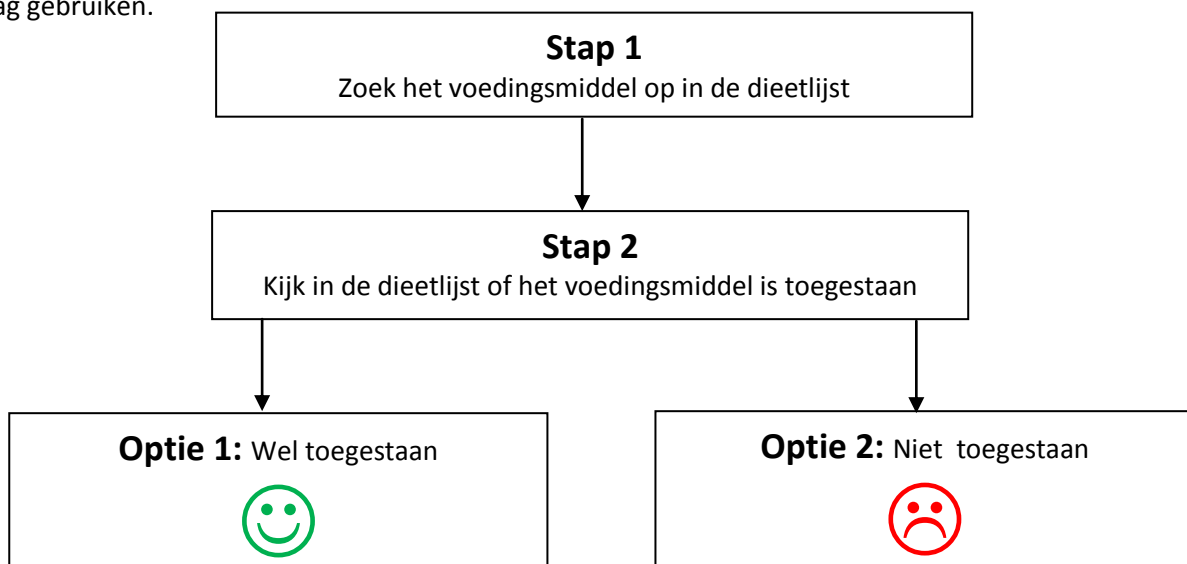 ag gebruiken.
Stap 1
Zoek het voedingsmiddel op in de dieetlijst
Stap 2
Kijk in de dieetlijst of het voedingsmiddel is toegestaan
Optie 1: Wel toegestaan
Optie 2: Niet toegestaan